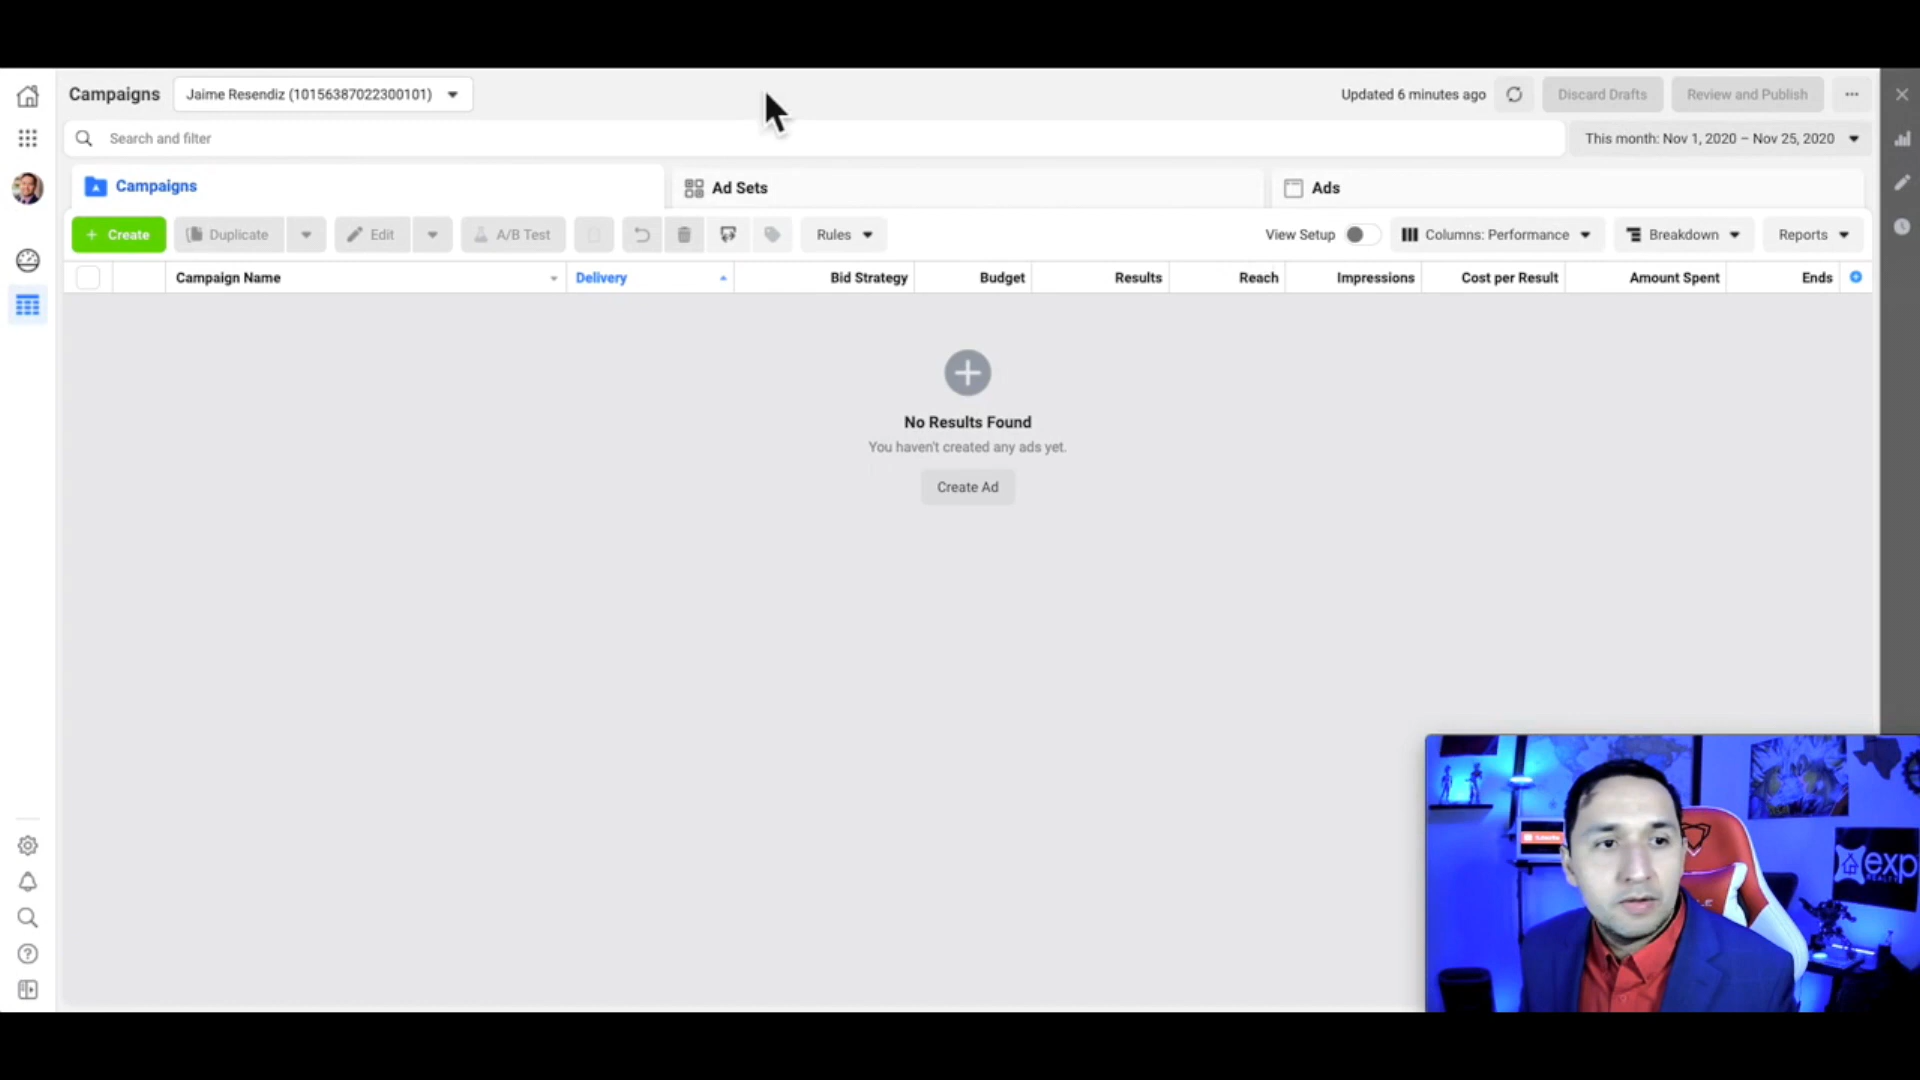 Campaigns
Jaime Resendiz (10156387022300101)
Updated 6 minutes ago
Discard Drafts
Review and Publish
Search and filter
This month: Nov 1, 2020 – Nov 25, 2020
Campaigns
Ad Sets
Ads
+ Create
Duplicate
Edit
A/B Test
Rules
View Setup
Columns: Performance
Breakdown
Reports
Campaign Name
Delivery
Bid Strategy
Budget
Results
Reach
Impressions
Cost per Result
Amount Spent
Ends
No Results Found
You haven't created any ads yet.
Create Ad
exp
REALTY